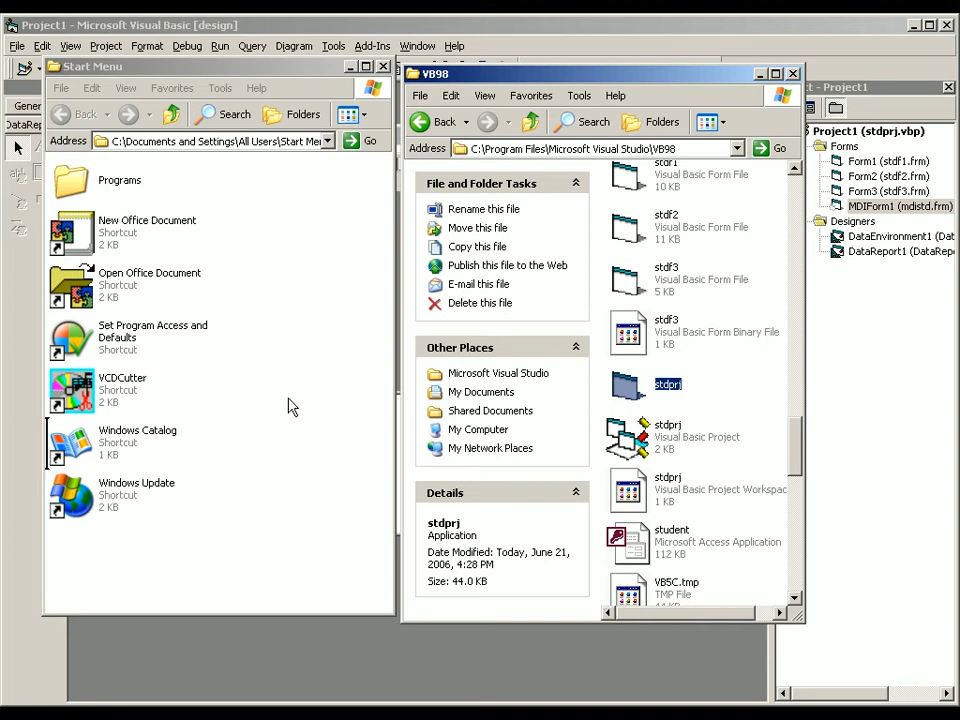 Project1 - Microsoft Visual Basic [design]
File Edit View Project Format Debug Run Query Diagram Tools Add-Ins Window Help
Gener
DataRep
Start Menu
File Edit View Favorites Tools Help
Back Search Folders
Address C:\Documents and Settings\All Users\Start Men Go
Programs
New Office Document
Shortcut
2 KB
Open Office Document
Shortcut
2 KB
Set Program Access and
Defaults
Shortcut
VCDCutter
Shortcut
2 KB
Windows Catalog
Shortcut
1 KB
Windows Update
Shortcut
2 KB
VB98
File Edit View Favorites Tools Help
Back Search Folders
Address C:\Program Files\Microsoft Visual Studio\VB98 Go
File and Folder Tasks
Rename this file
Move this file
Copy this file
Publish this file to the Web
E-mail this file
Delete this file
Other Places
Microsoft Visual Studio
My Documents
Shared Documents
My Computer
My Network Places
Details
stdprj
Application
Date Modified: Today, June 21,
2006, 4:28 PM
Size: 44.0 KB
Visual Basic Form File
10 KB
stdf2
Visual Basic Form File
11 KB
stdf3
Visual Basic Form File
5 KB
stdf3
Visual Basic Form Binary File
1 KB
stdprj
stdprj
Visual Basic Project
2 KB
stdprj
Visual Basic Project Workspac
1 KB
student
Microsoft Access Application
112 KB
VB5C.tmp
TMP File
ct - Project1
Project1 (stdprj.vbp)
Forms
Form1 (stdf1.frm)
Form2 (stdf2.frm)
Form3 (stdf3.frm)
MDIForm1 (mdistd.frm)
Designers
DataEnvironment1 (Dat
DataReport1 (DataRepo